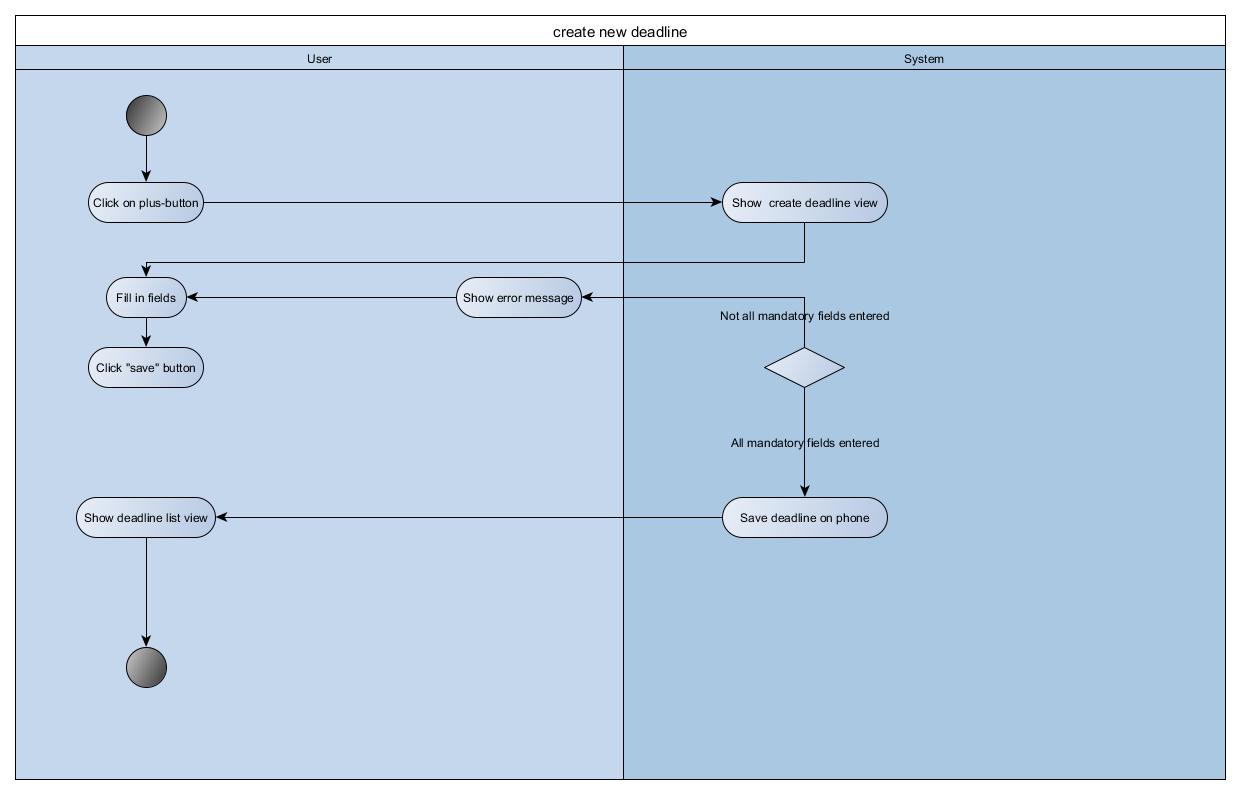 create new deadline
User
System
Click on plus-button
Show  create deadline view
Fill in fields
Show error message
Not all mandatory fields entered
Click "save" button
All mandatory fields entered
Show deadline list view
Save deadline on phone